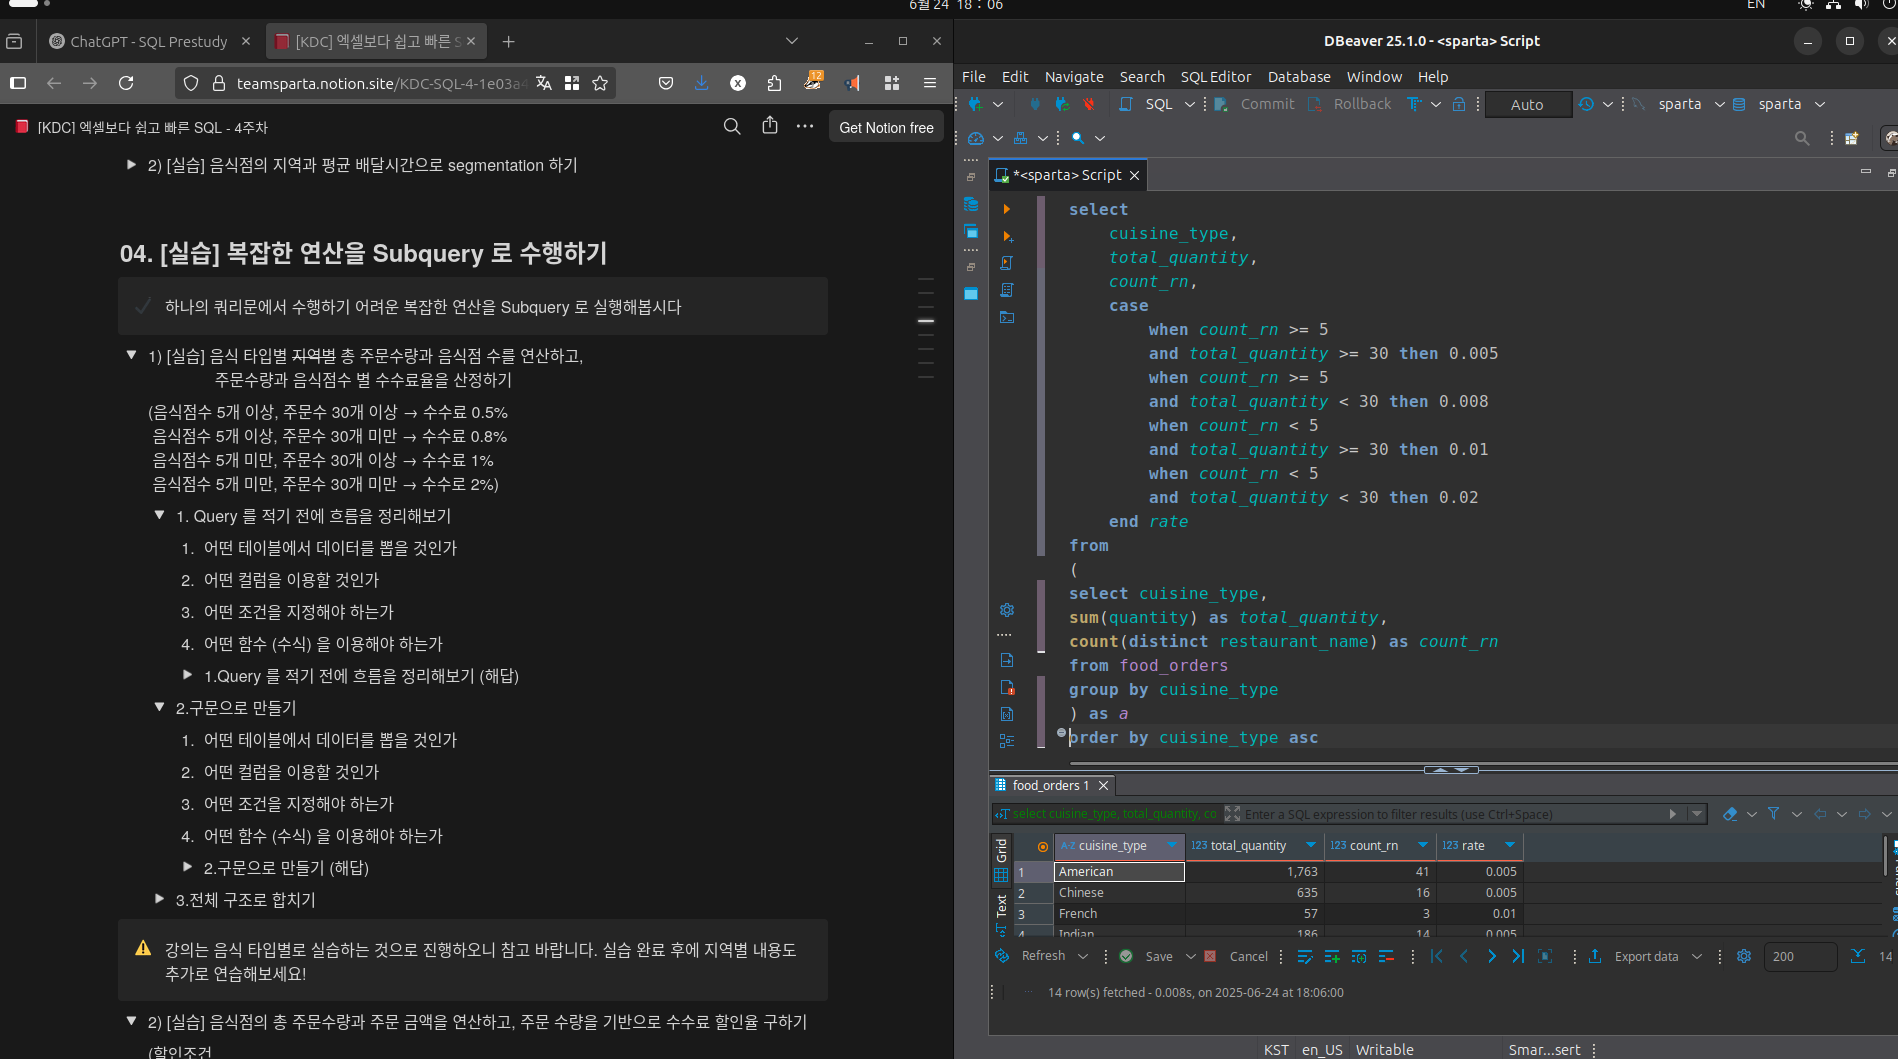 6월 24 18 : 06
EN
ChatGPT - SQL Prestudy
[KDC] 엑셀보다 쉽고 빠른 S
teamsparta.notion.site/KDC-SQL-4-1e03a4
12
[KDC] 엑셀보다 쉽고 빠른 SQL - 4주차
Get Notion free
2) [실습] 음식점의 지역과 평균 배달시간으로 segmentation 하기
04. [실습] 복잡한 연산을 Subquery 로 수행하기
하나의 쿼리문에서 수행하기 어려운 복잡한 연산을 Subquery 로 실행해봅시다
1) [실습] 음식 타입별 지역별 총 주문수량과 음식점 수를 연산하고,
주문수량과 음식점수 별 수수료율을 산정하기
(음식점수 5개 이상, 주문수 30개 이상 → 수수료 0.5%
음식점수 5개 이상, 주문수 30개 미만 → 수수료 0.8%
음식점수 5개 미만, 주문수 30개 이상 → 수수료 1%
음식점수 5개 미만, 주문수 30개 미만 → 수수로 2%)
1. Query 를 적기 전에 흐름을 정리해보기
1. 어떤 테이블에서 데이터를 뽑을 것인가
2. 어떤 컬럼을 이용할 것인가
3. 어떤 조건을 지정해야 하는가
4. 어떤 함수 (수식) 을 이용해야 하는가
1.Query 를 적기 전에 흐름을 정리해보기 (해답)
2.구문으로 만들기
1. 어떤 테이블에서 데이터를 뽑을 것인가
2. 어떤 컬럼을 이용할 것인가
3. 어떤 조건을 지정해야 하는가
4. 어떤 함수 (수식) 을 이용해야 하는가
2.구문으로 만들기 (해답)
3.전체 구조로 합치기
강의는 음식 타입별로 실습하는 것으로 진행하오니 참고 바랍니다. 실습 완료 후에 지역별 내용도
추가로 연습해보세요!
2) [실습] 음식점의 총 주문수량과 주문 금액을 연산하고, 주문 수량을 기반으로 수수료 할인율 구하기
(할인조건
DBeaver 25.1.0 - <sparta> Script
File Edit Navigate Search SQL Editor Database Window Help
SQL Commit Rollback Auto sparta sparta
*<sparta> Script
select
cuisine_type,
total_quantity,
count_rn,
case
when count_rn >= 5
and total_quantity >= 30 then 0.005
when count_rn >= 5
and total_quantity < 30 then 0.008
when count_rn < 5
and total_quantity >= 30 then 0.01
when count_rn < 5
and total_quantity < 30 then 0.02
end rate
from
(
select cuisine_type,
sum(quantity) as total_quantity,
count(distinct restaurant_name) as count_rn
from food_orders
group by cuisine_type
) as a
order by cuisine_type asc
food_orders 1
select cuisine_type, total_quantity, co Enter a SQL expression to filter results (use Ctrl+Space)
Grid
Text
A-Z cuisine_type 123 total_quantity 123 count_rn 123 rate
1 American 1,763 41 0.005
2 Chinese 635 16 0.005
3 French 57 3 0.01
4 Indian 186 14 0.005
Refresh Save Cancel Export data 200 14
14 row(s) fetched - 0.008s, on 2025-06-24 at 18:06:00
KST en_US Writable Smar...sert